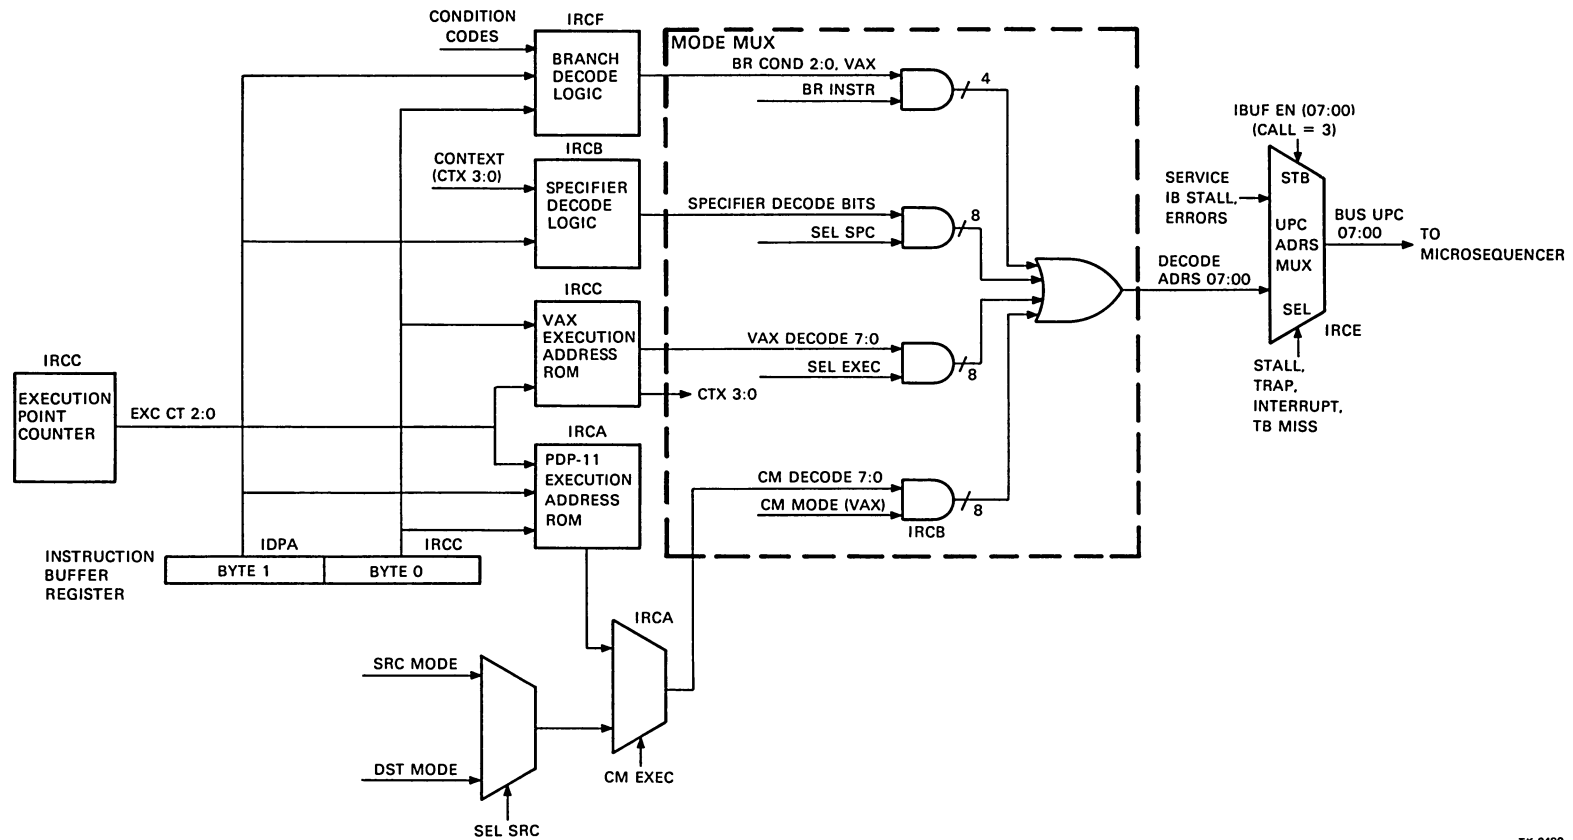 CONDITION
CODES
IRCF
BRANCH
DECODE
LOGIC
MODE MUX
BR COND 2:0, VAX
BR INSTR
4
IRCB
CONTEXT
(CTX 3:0)
SPECIFIER
DECODE
LOGIC
SPECIFIER DECODE BITS
SEL SPC
8
IBUF EN (07:00)
(CALL = 3)
STB
SERVICE
IB STALL,
ERRORS
UPC
ADRS
MUX
SEL
BUS UPC
07:00
TO
MICROSEQUENCER
DECODE
ADRS 07:00
IRCE
STALL,
TRAP,
INTERRUPT,
TB MISS
IRCC
VAX
EXECUTION
ADDRESS
ROM
VAX DECODE 7:0
SEL EXEC
8
CTX 3:0
IRCC
EXECUTION
POINT
COUNTER
EXC CT 2:0
IRCA
PDP-11
EXECUTION
ADDRESS
ROM
CM DECODE 7:0
CM MODE (VAX)
8
IRCB
INSTRUCTION
BUFFER
REGISTER
IDPA
IRCC
BYTE 1
BYTE 0
IRCA
SRC MODE
DST MODE
CM EXEC
SEL SRC